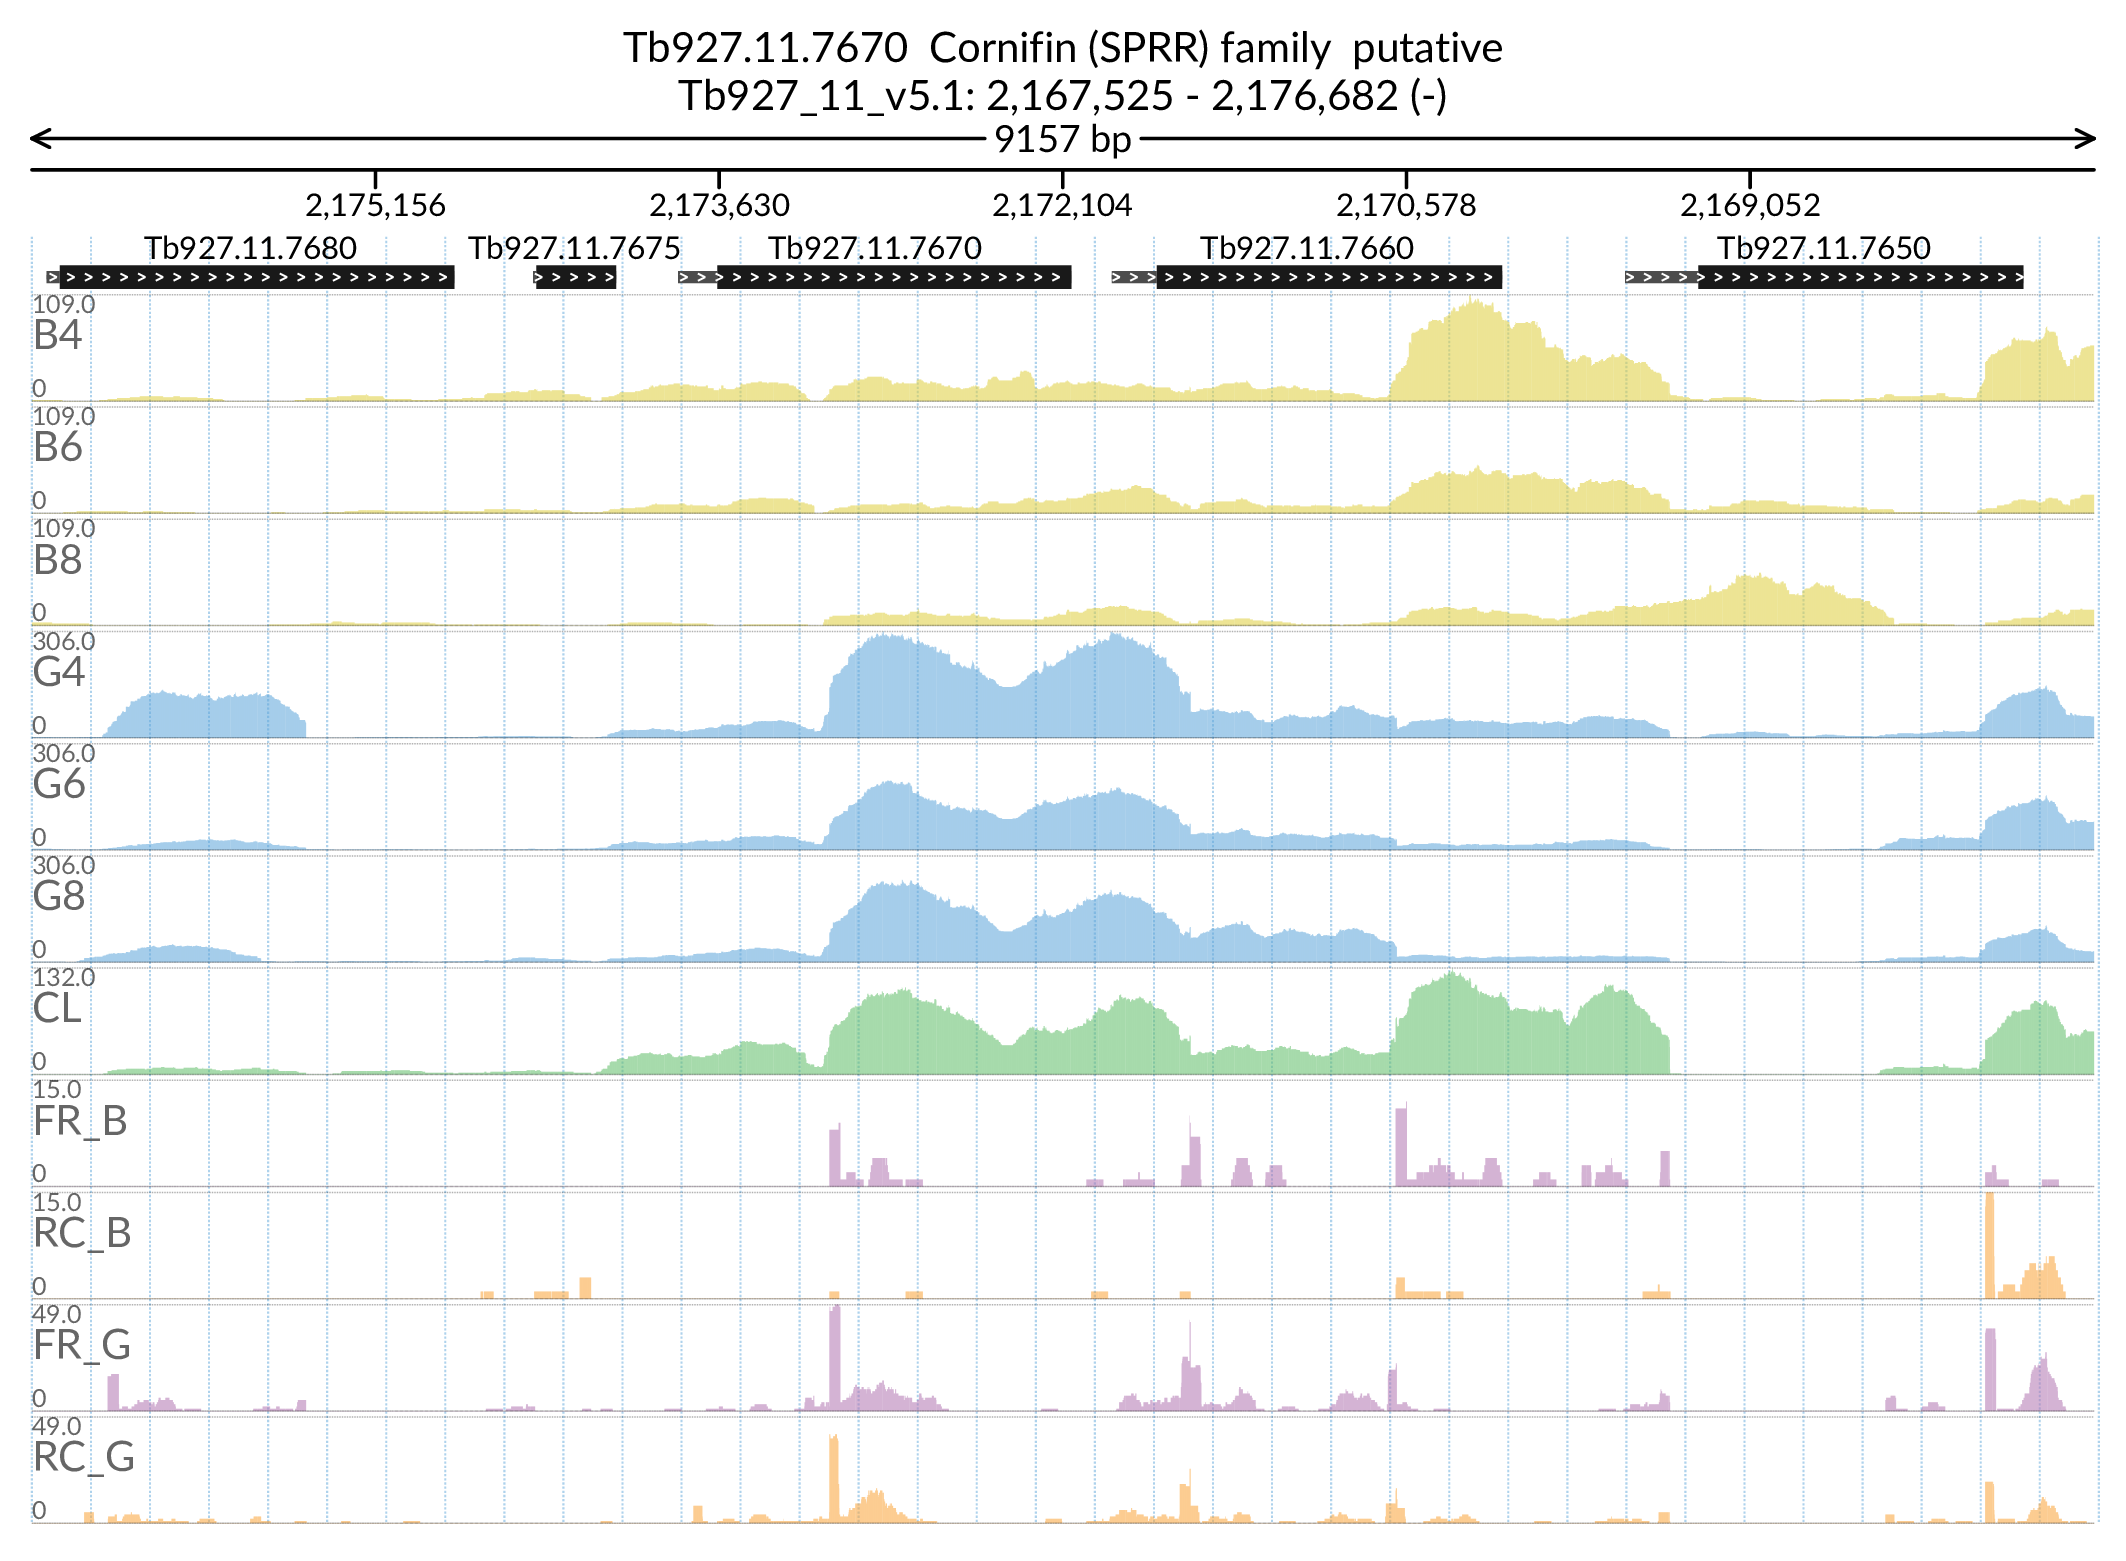 Tb927.11.7670  Cornifin (SPRR) family  putative
Tb927_11_v5.1: 2,167,525 - 2,176,682 (-)
9157 bp
2,175,156 2,173,630 2,172,104 2,170,578 2,169,052
Tb927.11.7680 Tb927.11.7675 Tb927.11.7670 Tb927.11.7660 Tb927.11.7650
109.0
B4
0
109.0
B6
0
109.0
B8
0
306.0
G4
0
306.0
G6
0
306.0
G8
0
132.0
CL
0
15.0
FR_B
0
15.0
RC_B
0
49.0
FR_G
0
49.0
RC_G
0